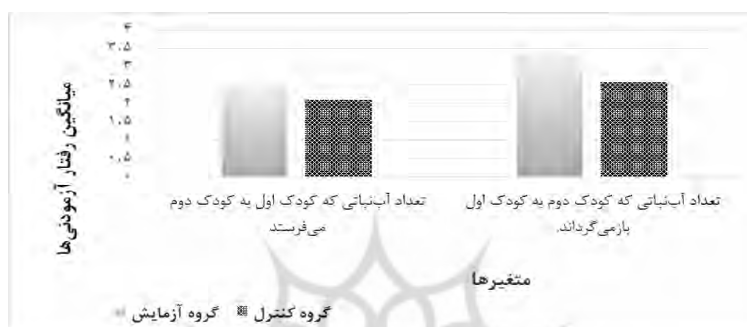 ۴
۳.۵
۳
۲.۵
۲
۱.۵
۱
۰.۵
۰
میانگین رفتار آزمودنی‌ها
تعداد آب‌نباتی که کودک اول به کودک دوم
می‌فرستد
تعداد آب‌نباتی که کودک دوم به کودک اول
بازمی‌گرداند.
متغیرها
گروه کنترل گروه آزمایش